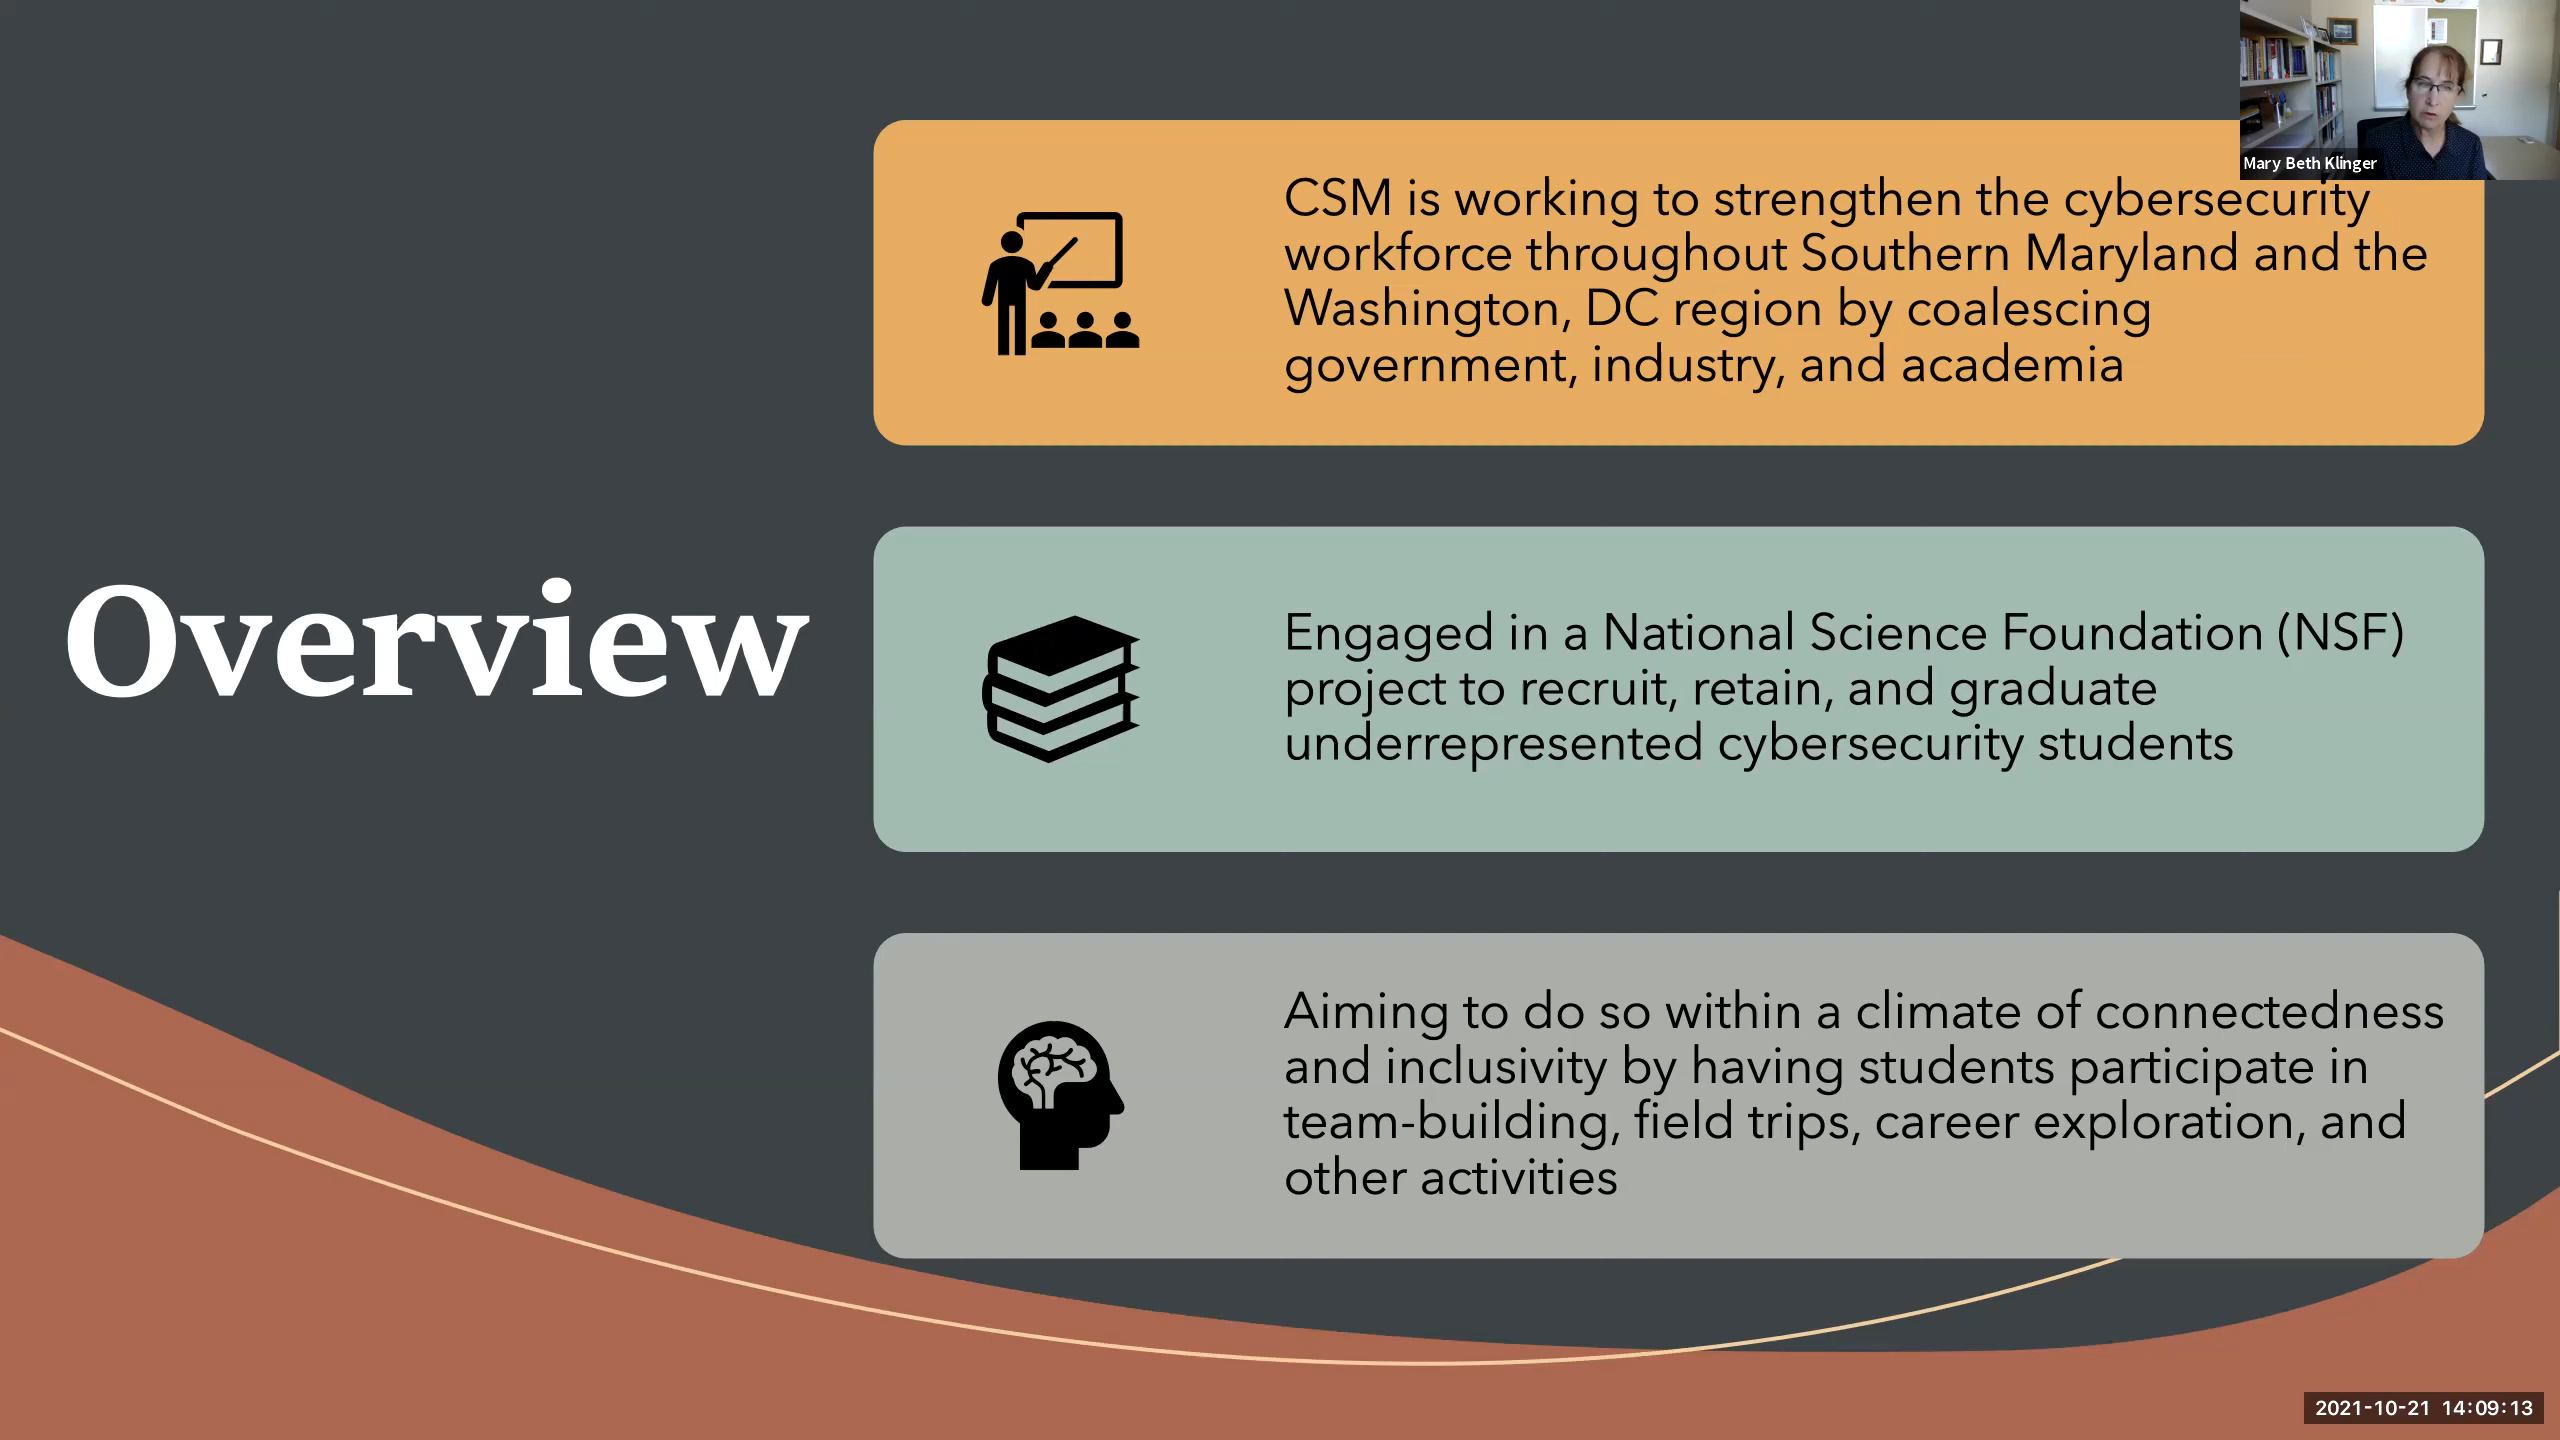 Mary Beth Klinger
CSM is working to strengthen the cybersecurity
workforce throughout Southern Maryland and the
Washington, DC region by coalescing
government, industry, and academia
Overview
Engaged in a National Science Foundation (NSF)
project to recruit, retain, and graduate
underrepresented cybersecurity students
Aiming to do so within a climate of connectedness
and inclusivity by having students participate in
team-building, field trips, career exploration, and
other activities
2021-10-21 14:09:13